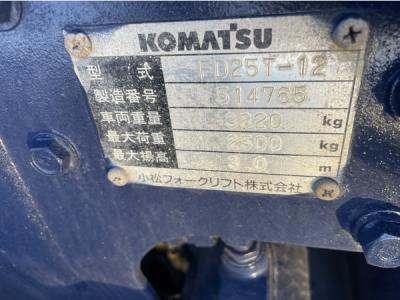 KOMATSU
型式 FD25T-12
製造番号 514765
車両重量 3220 kg
最大荷重 2500 kg
最大揚高 3.0 m
小松フォークリフト株式会社